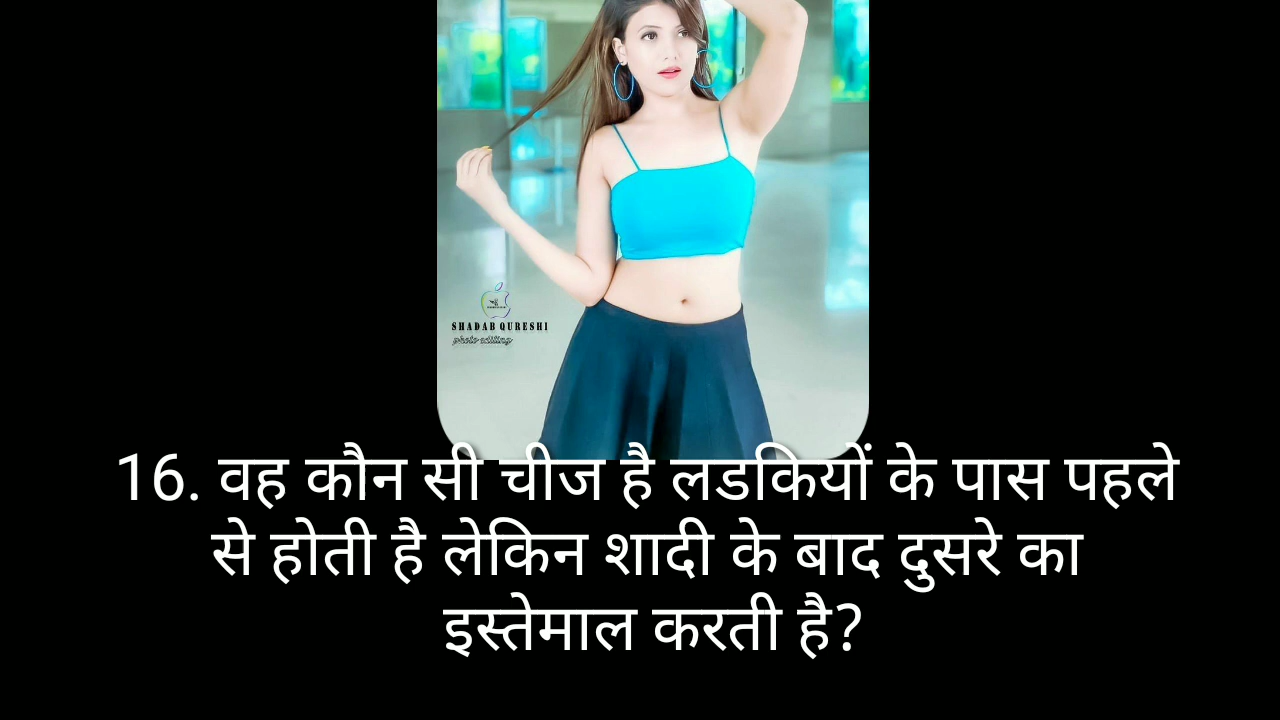 SHADAB QURESHI
photo editing
16. वह कौन सी चीज है लडकियों के पास पहले
से होती है लेकिन शादी के बाद दुसरे का
इस्तेमाल करती है?